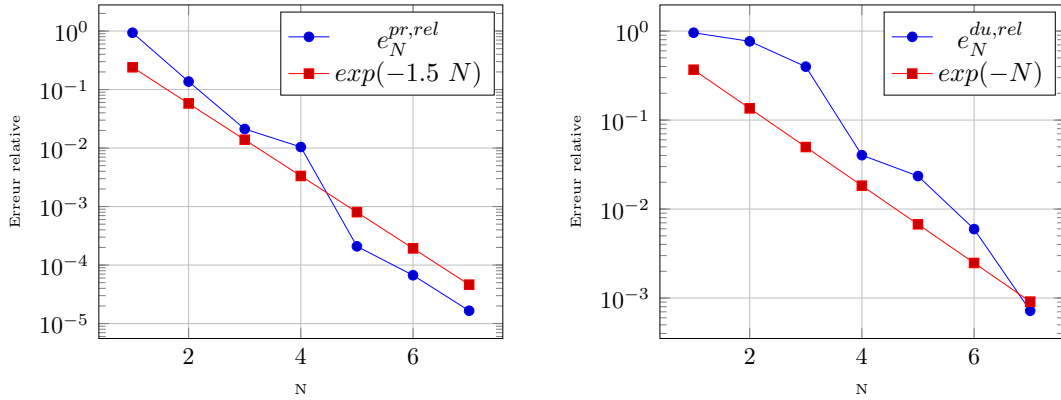 10^0
10^{-1}
10^{-2}
10^{-3}
10^{-4}
10^{-5}
2
4
6
N
Erreur relative
e_N^{pr,rel}
exp(−1.5 N)
10^0
10^{-1}
10^{-2}
10^{-3}
2
4
6
N
Erreur relative
e_N^{du,rel}
exp(−N)